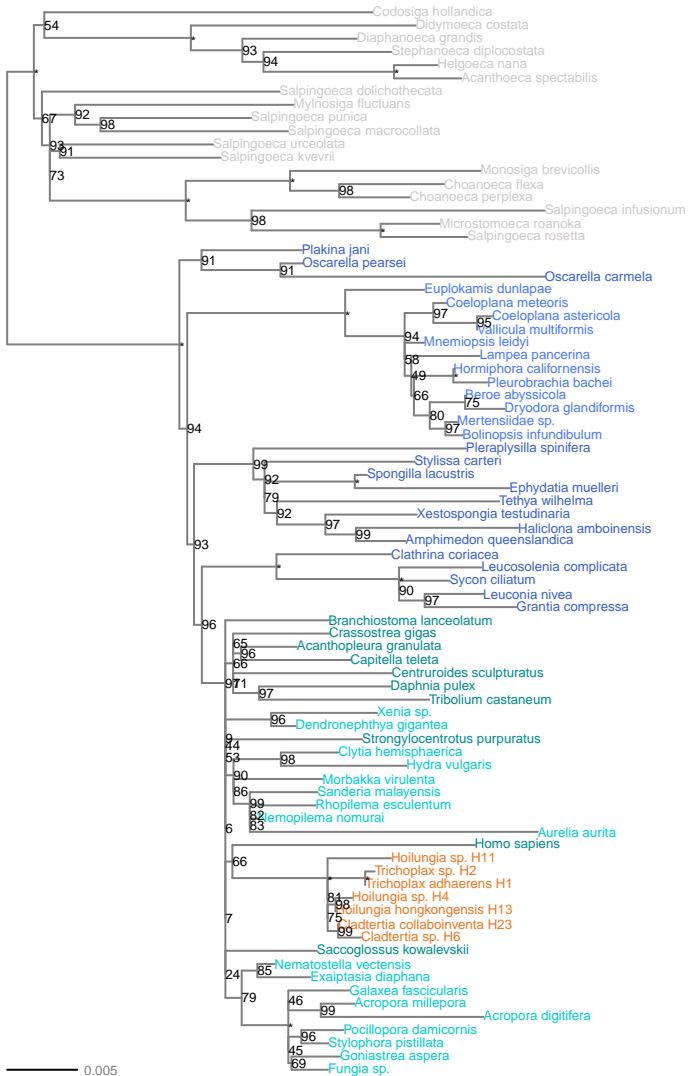 Codosiga hollandica
54
Didymoeca costata
*
Diaphanoeca grandis
93
Stephanoeca diplocostata
94
Helgoeca nana
*
*
Acanthoeca spectabilis
Salpingoeca dolichothecata
Mylnosiga fluctuans
92
67
Salpingoeca punica
98
Salpingoeca macrocollata
93
Salpingoeca urceolata
91
Salpingoeca kvevrii
73
Monosiga brevicollis
*
Choanoeca flexa
98
Choanoeca perplexa
*
Salpingoeca infusionum
98
Microstomoeca roanoka
*
Salpingoeca rosetta
Plakina jani
91
Oscarella pearsei
91
Oscarella carmela
Euplokamis dunlapae
Coeloplana meteoris
*
97
Coeloplana astericola
95
Vallicula multiformis
94
Mnemiopsis leidyi
*
Lampea pancerina
58
Hormiphora californensis
49
*
Pleurobrachia bachei
66
Beroe abyssicola
75
Dryodora glandiformis
80
Mertensiidae sp.
97
94
Bolinopsis infundibulum
Pleraplysilla spinifera
99
Stylissa carteri
Spongilla lacustris
92
*
Ephydatia muelleri
79
Tethya wilhelma
92
Xestospongia testudinaria
97
Haliclona amboinensis
99
Amphimedon queenslandica
93
Clathrina coriacea
*
Leucosolenia complicata
*
Sycon ciliatum
90
Leuconia nivea
97
Grantia compressa
Branchiostoma lanceolatum
96
Crassostrea gigas
65
Acanthopleura granulata
96
Capitella teleta
66
Centruroides sculpturatus
91
71
Daphnia pulex
97
Tribolium castaneum
Xenia sp.
96
Dendronephthya gigantea
9
Strongylocentrotus purpuratus
44
Clytia hemisphaerica
53
98
Hydra vulgaris
90
Morbakka virulenta
86
Sanderia malayensis
99
Rhopilema esculentum
82
Nemopilema nomurai
83
6
Aurelia aurita
Homo sapiens
66
Hoilungia sp. H11
Trichoplax sp. H2
*
*
Trichoplax adhaerens H1
81
Hoilungia sp. H4
98
Hoilungia hongkongensis H13
75
7
Cladtertia collaboinventa H23
99
Cladtertia sp. H6
Saccoglossus kowalevskii
Nematostella vectensis
24
85
Exaiptasia diaphana
79
Galaxea fascicularis
46
Acropora millepora
99
Acropora digitifera
*
Pocillopora damicornis
96
Stylophora pistillata
45
Goniastrea aspera
69
Fungia sp.
0.005